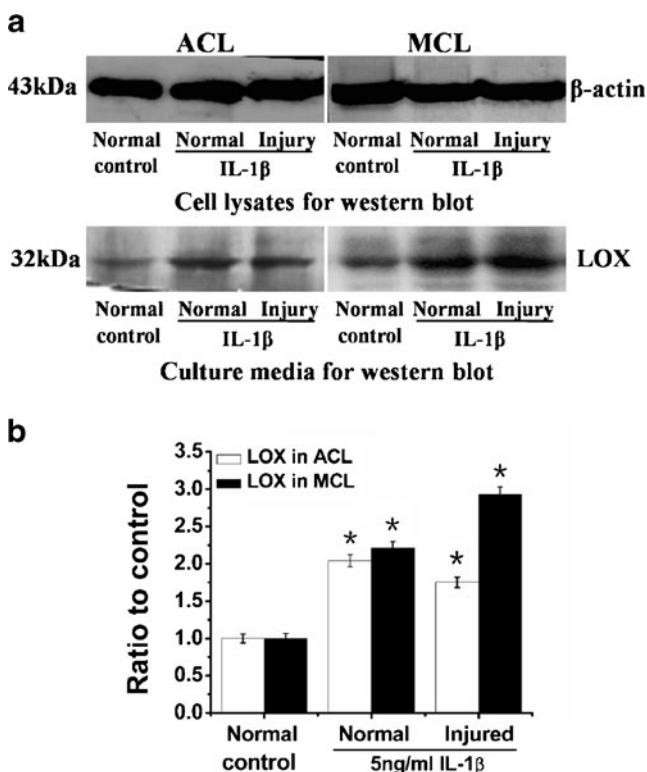 a
ACL MCL
43kDa β-actin
Normal Normal Injury Normal Normal Injury
control IL-1β control IL-1β
Cell lysates for western blot
32kDa LOX
Normal Normal Injury Normal Normal Injury
control IL-1β control IL-1β
Culture media for western blot
b
3.5
LOX in ACL
LOX in MCL
3.0
2.5
2.0
1.5
1.0
0.5
0.0
Ratio to control
* * * *
Normal Normal Injured
control 5ng/ml IL-1β